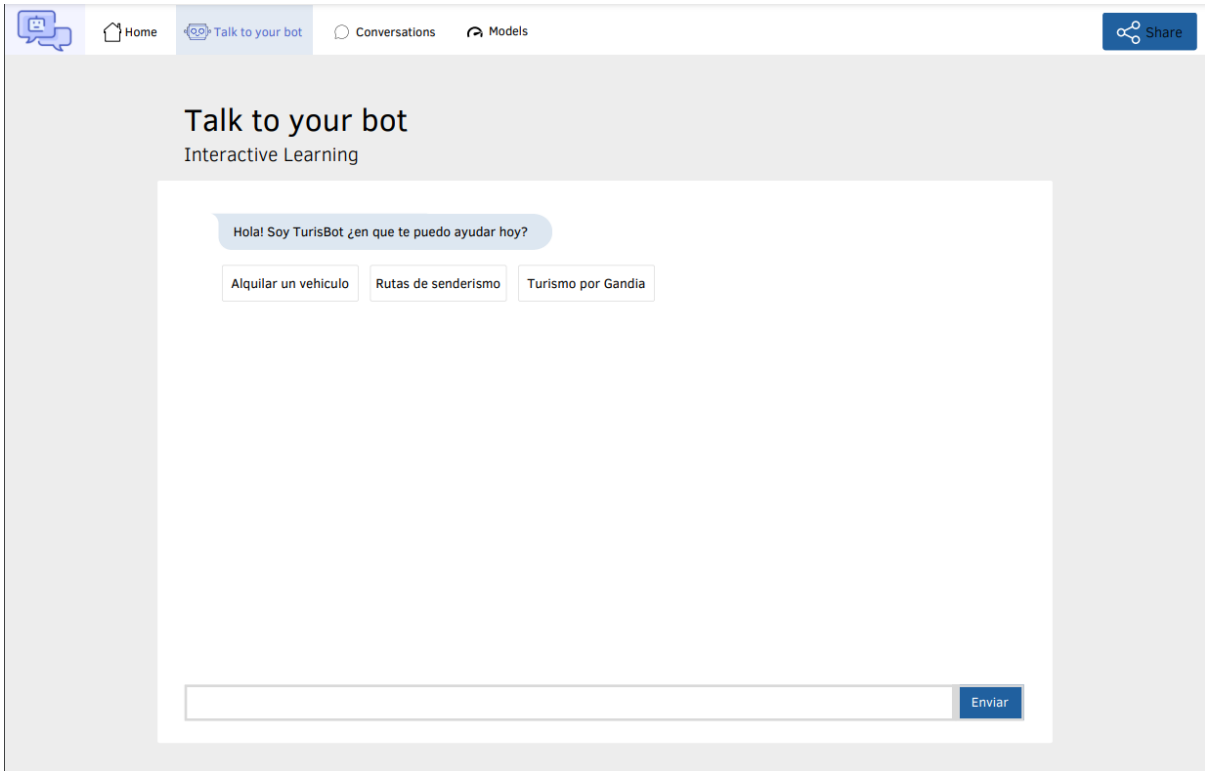 Home Talk to your bot Conversations Models Share
Talk to your bot
Interactive Learning
Hola! Soy TurisBot ¿en que te puedo ayudar hoy?
Alquilar un vehiculo Rutas de senderismo Turismo por Gandia
Enviar